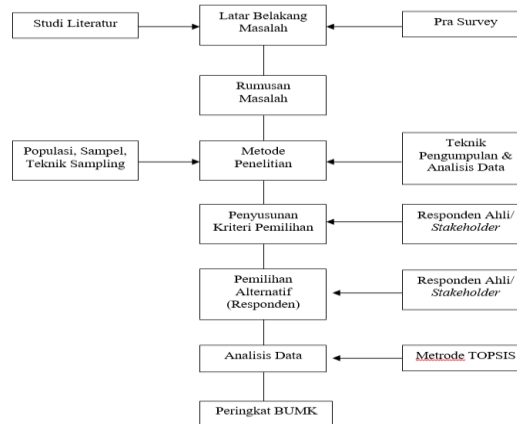 Studi Literatur
Latar Belakang
Masalah
Pra Survey
Rumusan
Masalah
Populasi, Sampel,
Teknik Sampling
Metode
Penelitian
Teknik
Pengumpulan &
Analisis Data
Penyusunan
Kriteri Pemilihan
Responden Ahli/
Stakeholder
Pemilihan
Alternatif
(Responden)
Responden Ahli/
Stakeholder
Analisis Data
Metrode TOPSIS
Peringkat BUMK